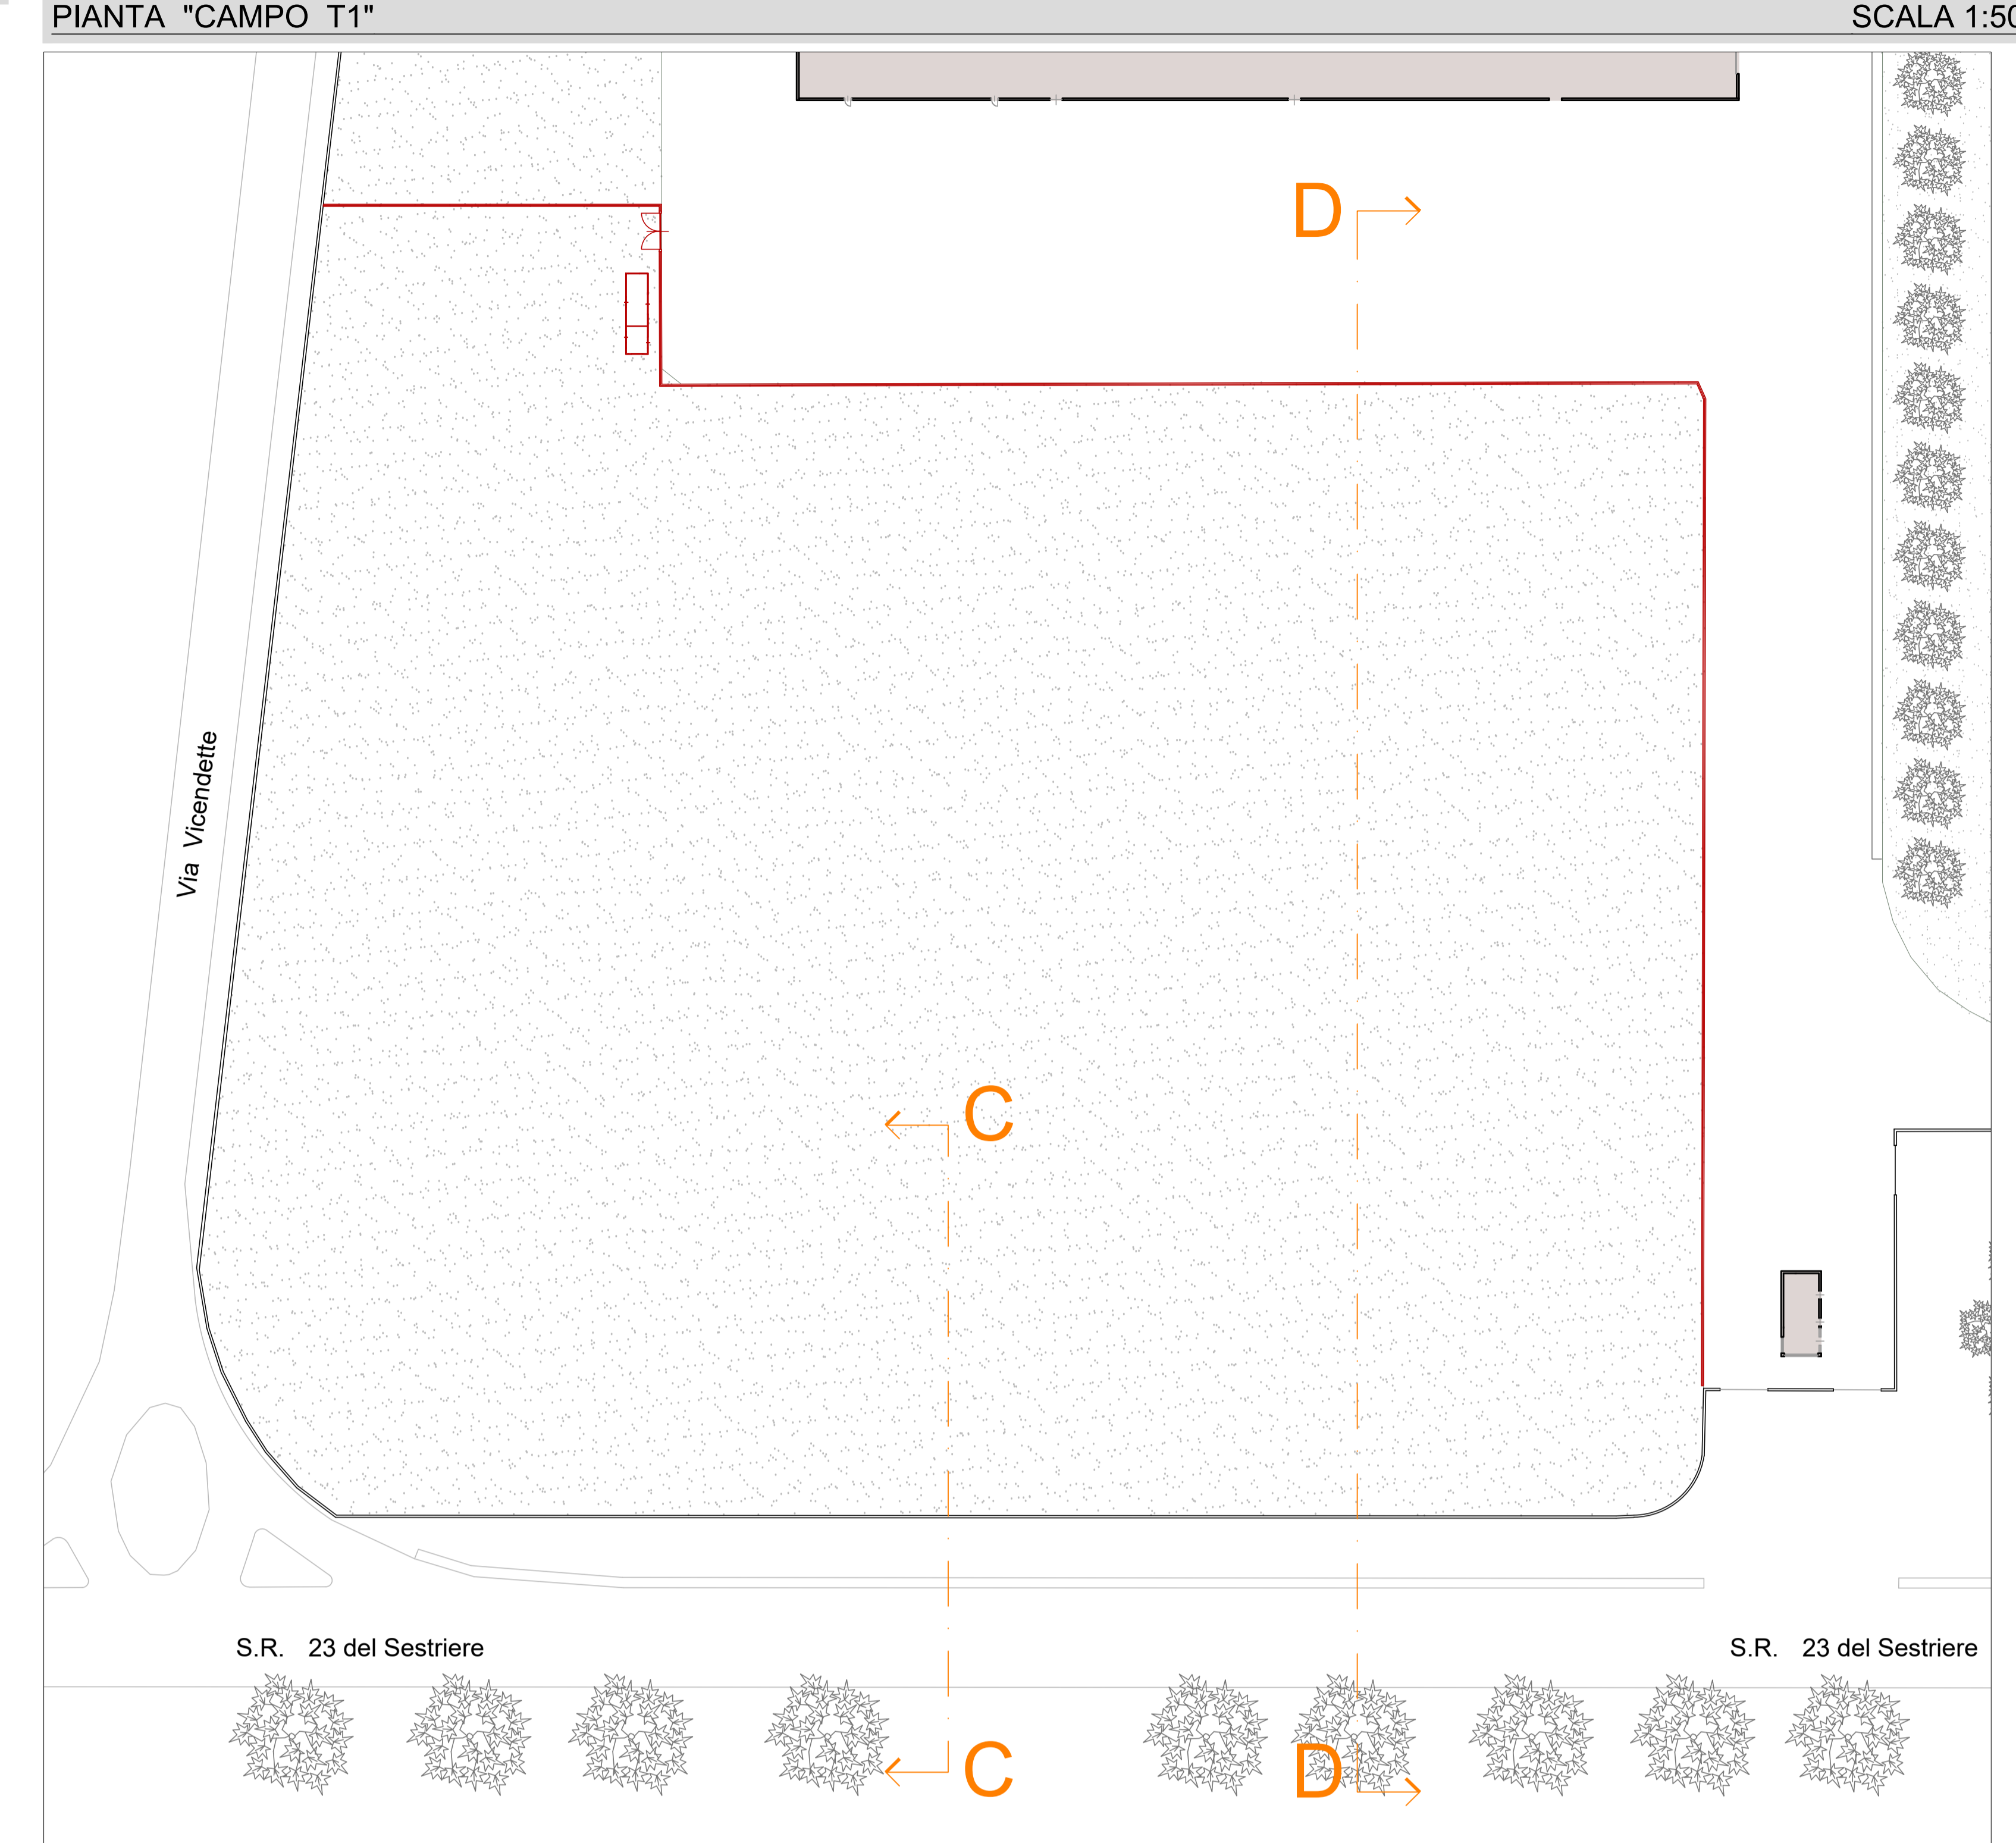 PIANTA "CAMPO T1"
SCALA 1:50
D
Via Vicendette
C
S.R. 23 del Sestriere
S.R. 23 del Sestriere
C
D